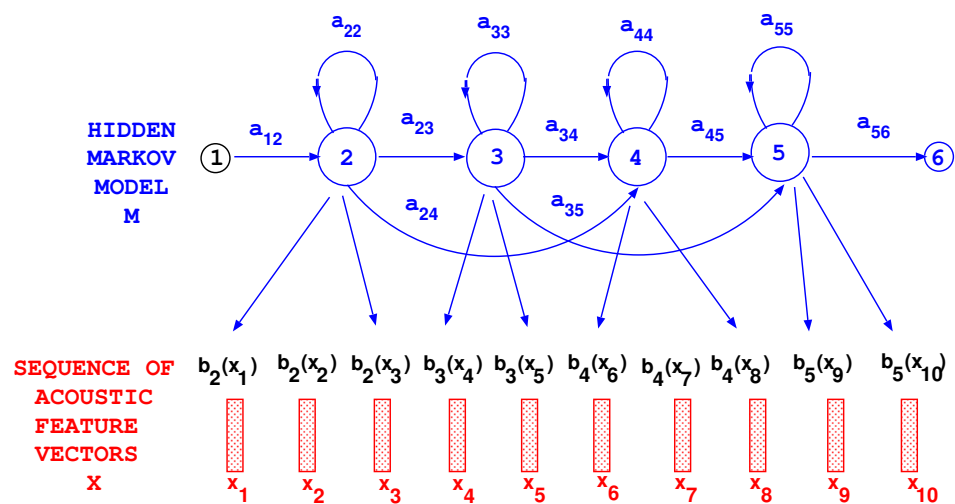 a22 a33 a44 a55
HIDDEN
MARKOV
MODEL
M
a12 a23 a34 a45 a56
1 2 3 4 5 6
a24 a35
SEQUENCE OF
ACOUSTIC
FEATURE
VECTORS
X
b2(x1) b2(x2) b2(x3) b3(x4) b3(x5) b4(x6) b4(x7) b4(x8) b5(x9) b5(x10)
x1 x2 x3 x4 x5 x6 x7 x8 x9 x10